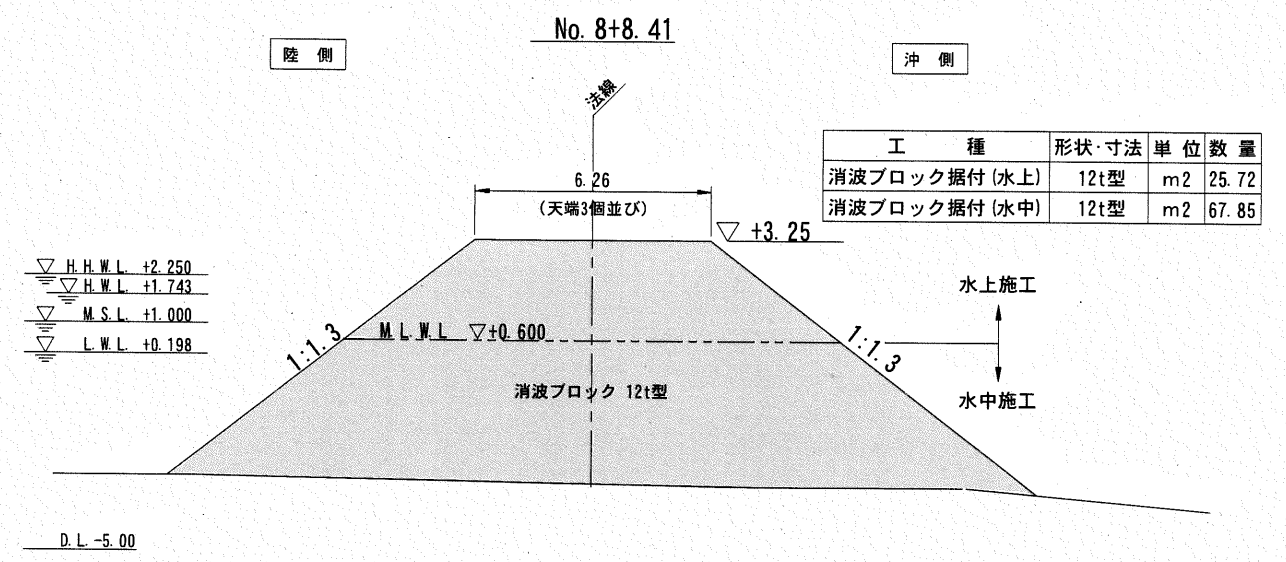 No. 8+8. 41
陸 側
沖 側
法線
工 種 形状・寸法 単 位 数 量
消波ブロック据付(水上) 12t型 m2 25. 72
消波ブロック据付(水中) 12t型 m2 67. 85
6. 26
(天端3個並び)
+3. 25
H. H. W. L. +2. 250
H. W. L. +1. 743
M. S. L. +1. 000
L. W. L. +0. 198
水上施工
1:1. 3
M. L. W. L +0. 600
1:1. 3
消波ブロック 12t型
水中施工
D. L. -5. 00